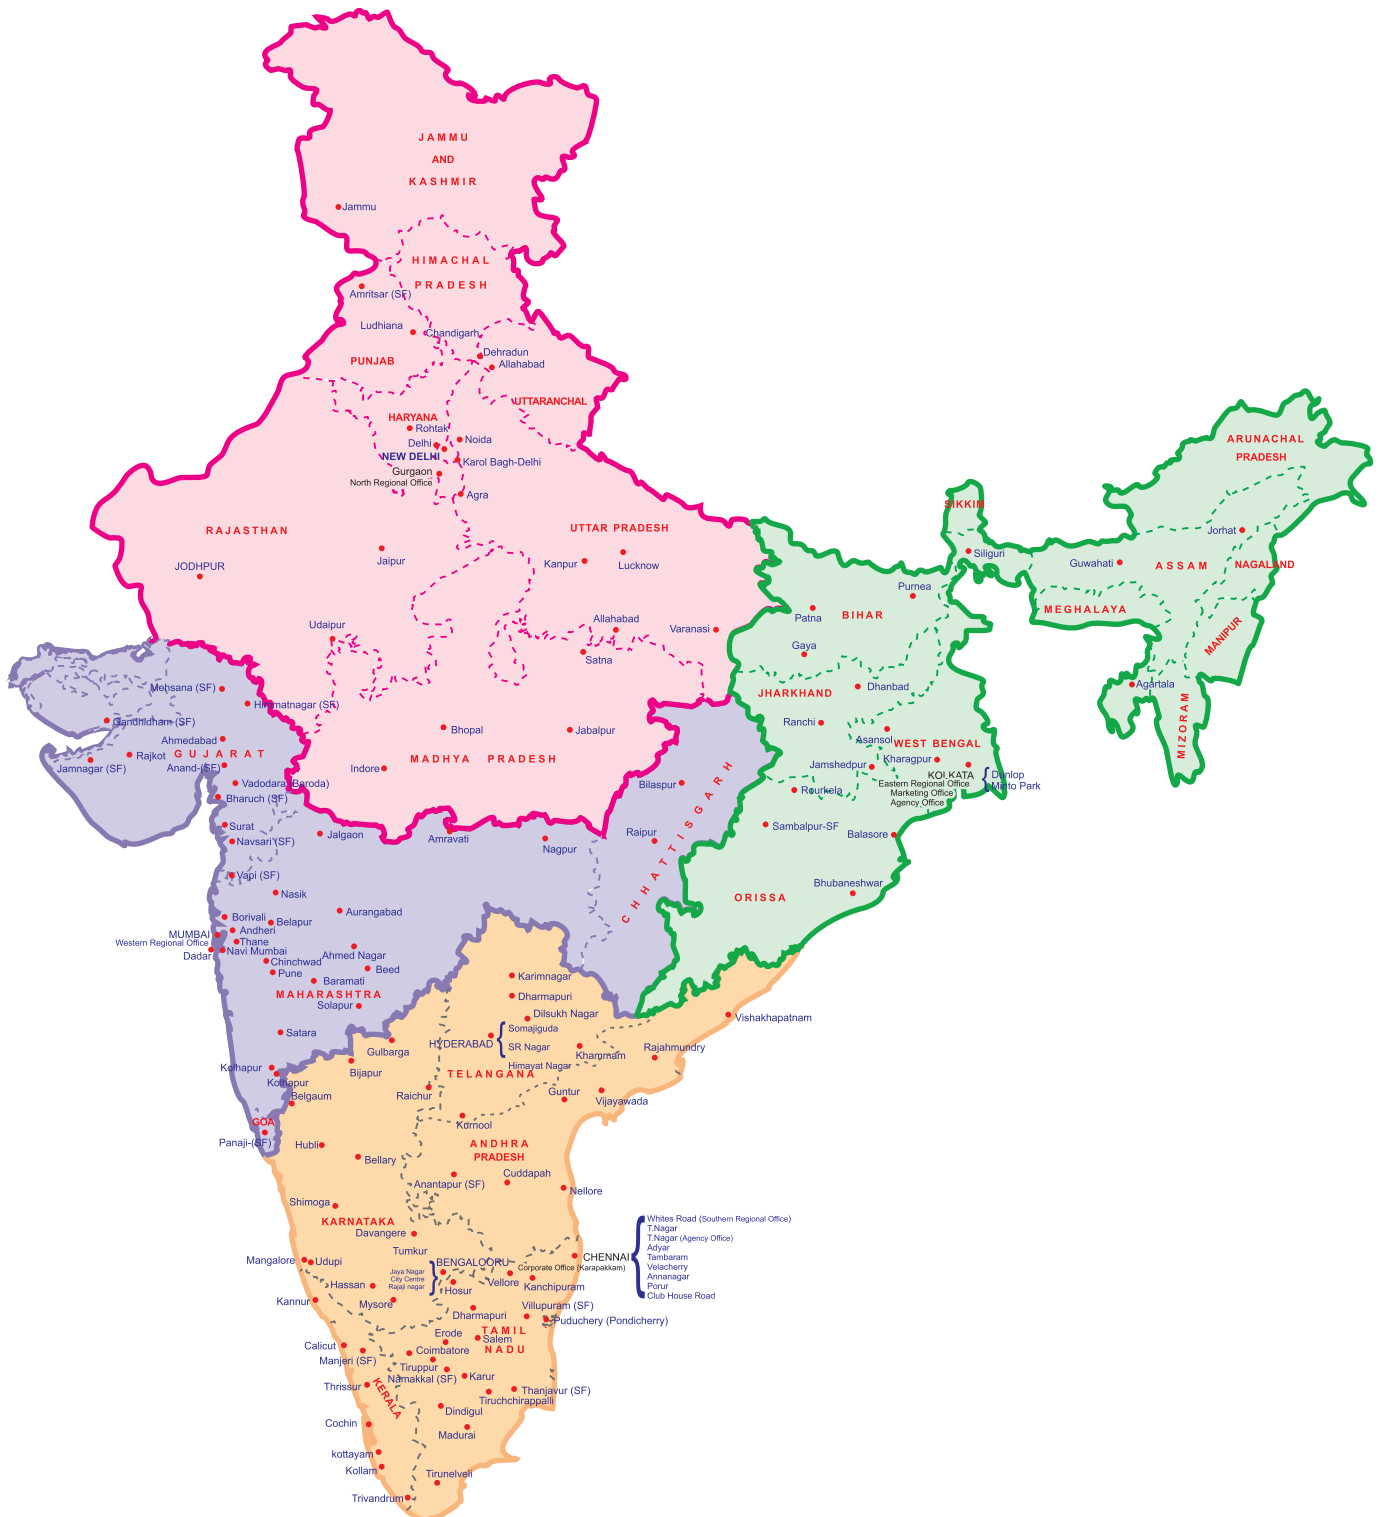 JAMMU
AND
KASHMIR
Jammu
HIMACHAL
PRADESH
Amritsar (SF)
Ludhiana
Chandigarh
Dehradun
Allahabad
PUNJAB
UTTARANCHAL
HARYANA
Rohtak
Delhi
Noida
NEW DELHI
Karol Bagh-Delhi
Gurgaon
North Regional Office
Agra
RAJASTHAN
UTTAR PRADESH
Jaipur
Kanpur
Lucknow
JODHPUR
Udaipur
Allahabad
Varanasi
Satna
Bhopal
Jabalpur
MADHYA PRADESH
Indore
ARUNACHAL
PRADESH
SIKKIM
Siliguri
Jorhat
Guwahati
ASSAM
NAGALAND
MEGHALAYA
MANIPUR
Agartala
MIZORAM
Purnea
Patna
BIHAR
Gaya
Dhanbad
JHARKHAND
Ranchi
Asansol
WEST BENGAL
Kharagpur
Jamshedpur
KOLKATA
Eastern Regional Office
Marketing Office
Agency Office
Dunlop
Minto Park
Rourkela
Sambalpur-SF
Balasore
Bhubaneshwar
ORISSA
Mehsana (SF)
Himmatnagar (SF)
Gandhidham (SF)
Ahmedabad
GUJARAT
Rajkot
Jamnagar (SF)
Anand-(SF)
Vadodara(Baroda)
Bharuch (SF)
Surat
Navsari (SF)
Vapi (SF)
Jalgaon
Amravati
Nagpur
Bilaspur
Raipur
CHHATTISGARH
Nasik
Aurangabad
Borivali
Belapur
Andheri
MUMBAI
Western Regional Office
Thane
Dadar
Navi Mumbai
Ahmed Nagar
Chinchwad
Beed
Pune
Baramati
MAHARASHTRA
Solapur
Satara
Kolhapur
Kolhapur
GOA
Panaji-(SF)
Karimnagar
Dharmapuri
Dilsukh Nagar
Vishakhapatnam
HYDERABAD
Somajiguda
SR Nagar
Himayat Nagar
Khammam
Rajahmundry
Gulbarga
Bijapur
TELANGANA
Raichur
Guntur
Vijayawada
Belgaum
Kurnool
Hubli
ANDHRA
PRADESH
Bellary
Anantapur (SF)
Cuddapah
Nellore
Shimoga
KARNATAKA
Davangere
Tumkur
Mangalore
Udupi
BENGALOORU
Jaya Nagar
City Centre
Rajaji nagar
CHENNAI
Corporate Office (Karapakkam)
Whites Road (Southern Regional Office)
T.Nagar
T.Nagar (Agency Office)
Adyar
Tambaram
Velacherry
Annanagar
Porur
Club House Road
Hassan
Hosur
Vellore
Kanchipuram
Kannur
Mysore
Dharmapuri
Villupuram (SF)
Puduchery (Pondicherry)
TAMIL
NADU
Erode
Salem
Calicut
Coimbatore
Manjeri (SF)
Tiruppur
Namakkal (SF)
Karur
Thrissur
KERALA
Thanjavur (SF)
Tiruchchirappalli
Dindigul
Cochin
Madurai
kottayam
Kollam
Tirunelveli
Trivandrum